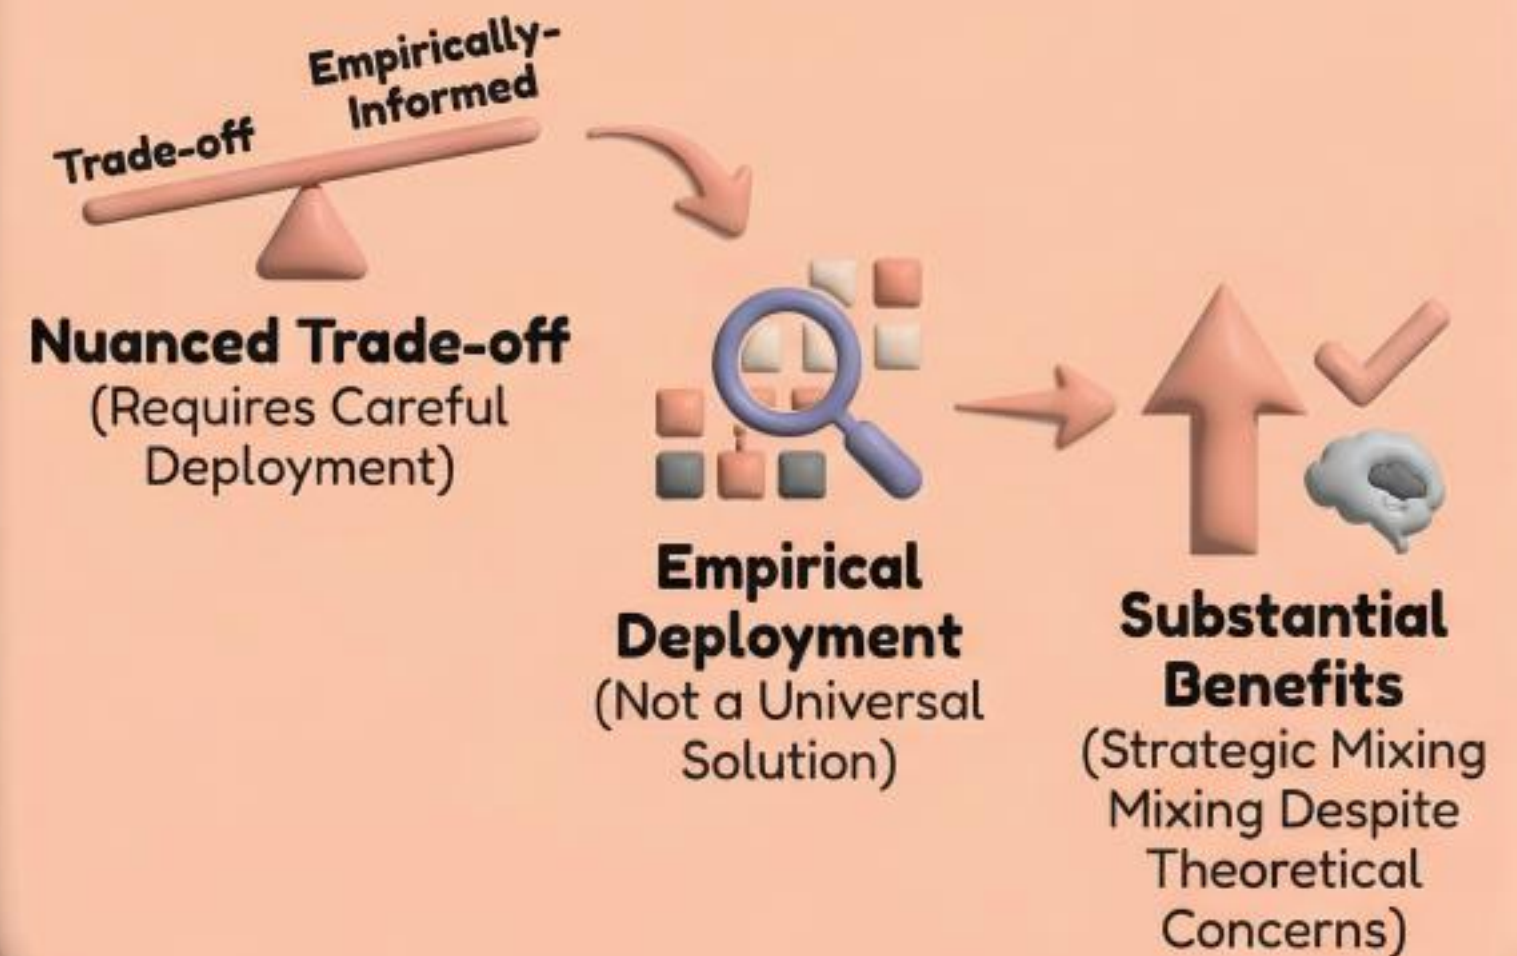 Trade-off
Empirically-
Informed
Nuanced Trade-off
(Requires Careful
Deployment)
Empirical
Deployment
(Not a Universal
Solution)
Substantial
Benefits
(Strategic Mixing
Mixing Despite
Theoretical
Concerns)